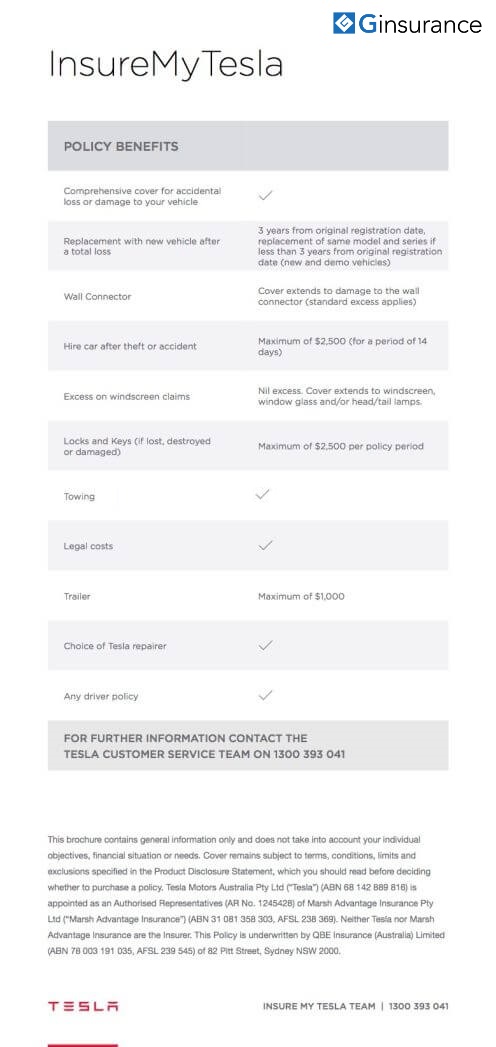 Ginsurance
InsureMyTesla
POLICY BENEFITS
Comprehensive cover for accidental
loss or damage to your vehicle
Replacement with new vehicle after
a total loss
3 years from original registration date,
replacement of same model and series if
less than 3 years from original registration
date (new and demo vehicles)
Wall Connector
Cover extends to damage to the wall
connector (standard excess applies)
Hire car after theft or accident
Maximum of $2,500 (for a period of 14
days)
Excess on windscreen claims
Nil excess. Cover extends to windscreen,
window glass and/or head/tail lamps.
Locks and Keys (if lost, destroyed
or damaged)
Maximum of $2,500 per policy period
Towing
Legal costs
Trailer
Maximum of $1,000
Choice of Tesla repairer
Any driver policy
FOR FURTHER INFORMATION CONTACT THE
TESLA CUSTOMER SERVICE TEAM ON 1300 393 041
This brochure contains general information only and does not take into account your individual
objectives, financial situation or needs. Cover remains subject to terms, conditions, limits and
exclusions specified in the Product Disclosure Statement, which you should read before deciding
whether to purchase a policy. Tesla Motors Australia Pty Ltd ("Tesla") (ABN 68 142 889 816) is
appointed as an Authorised Representatives (AR No. 1245428) of Marsh Advantage Insurance Pty
Ltd ("Marsh Advantage Insurance") (ABN 31 081 358 303, AFSL 238 369). Neither Tesla nor Marsh
Advantage Insurance are the Insurer. This Policy is underwritten by QBE Insurance (Australia) Limited
(ABN 78 003 191 035, AFSL 239 545) of 82 Pitt Street, Sydney NSW 2000.
TESLA
INSURE MY TESLA TEAM | 1300 393 041